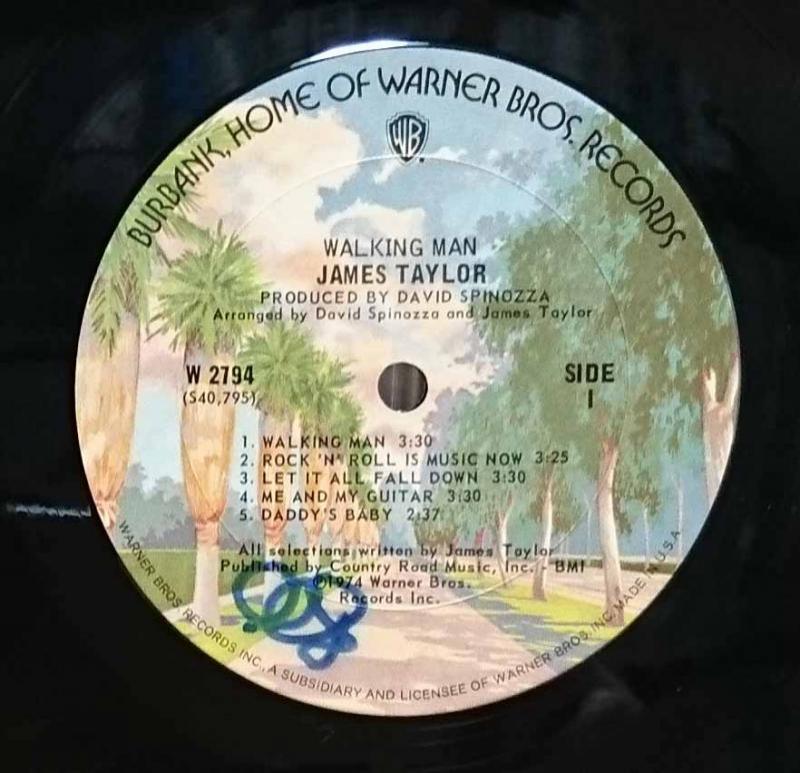 BURBANK, HOME OF WARNER BROS. RECORDS
WB
WALKING MAN
JAMES TAYLOR
PRODUCED BY DAVID SPINOZZA
Arranged by David Spinozza and James Taylor
W 2794
(S40,795)
SIDE
1
1. WALKING MAN 3:30
2. ROCK 'N' ROLL IS MUSIC NOW 3:25
3. LET IT ALL FALL DOWN 3:30
4. ME AND MY GUITAR 3:30
5. DADDY'S BABY 2:37
All selections written by James Taylor
Published by Country Road Music, Inc. - BMI
©1974 Warner Bros.
Records Inc.
WARNER BROS. RECORDS INC., A SUBSIDIARY AND LICENSEE OF WARNER BROS. INC. MADE IN U.S.A.